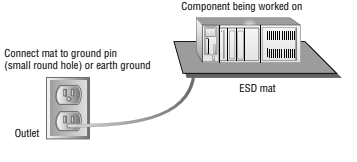 Component being worked on
Connect mat to ground pin
(small round hole) or earth ground
ESD mat
Outlet